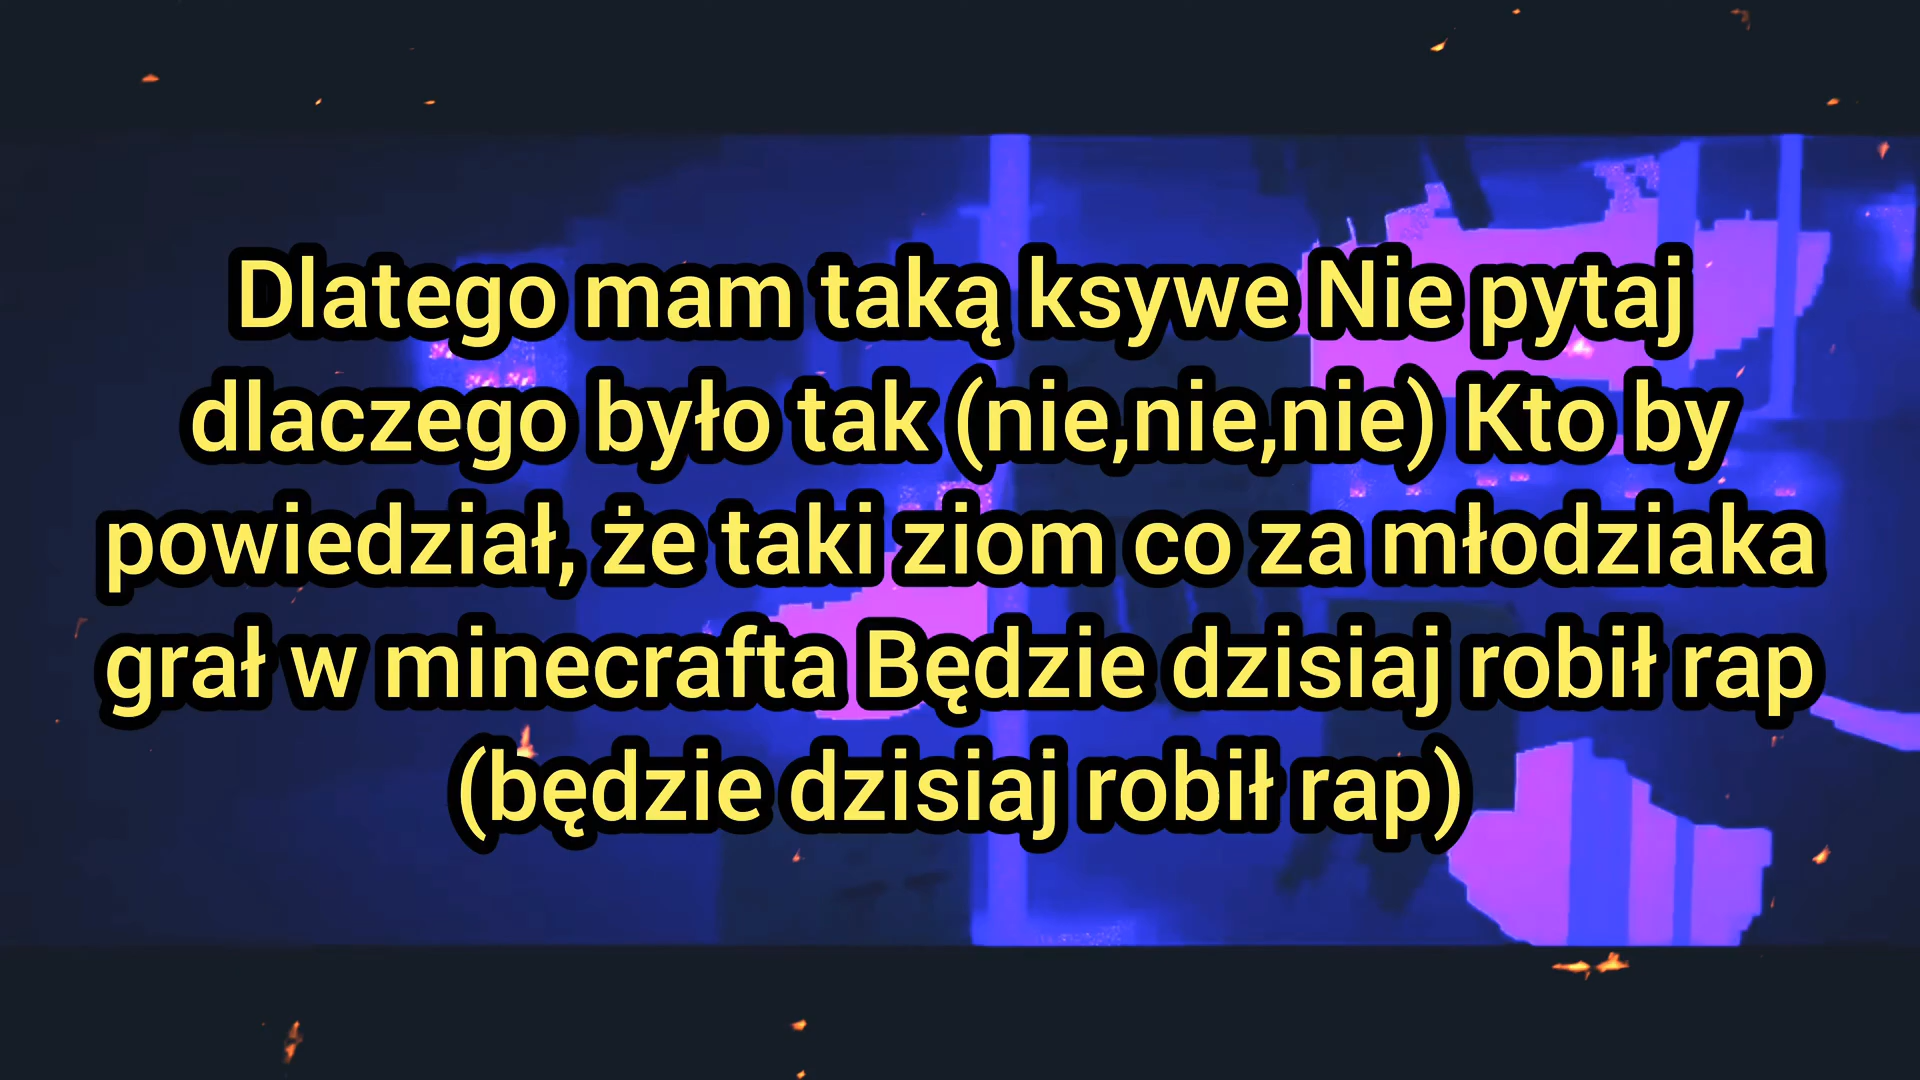 Dlatego mam taką ksywe Nie pytaj
dlaczego było tak (nie,nie,nie) Kto by
powiedział, że taki ziom co za młodziaka
grał w minecrafta Będzie dzisiaj robił rap
(będzie dzisiaj robił rap)